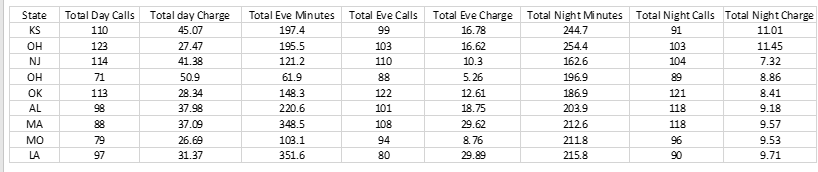 State Total Day Calls Total day Charge Total Eve Minutes Total Eve Calls Total Eve Charge Total Night Minutes Total Night Calls Total Night Charge
KS 110 45.07 197.4 99 16.78 244.7 91 11.01
OH 123 27.47 195.5 103 16.62 254.4 103 11.45
NJ 114 41.38 121.2 110 10.3 162.6 104 7.32
OH 71 50.9 61.9 88 5.26 196.9 89 8.86
OK 113 28.34 148.3 122 12.61 186.9 121 8.41
AL 98 37.98 220.6 101 18.75 203.9 118 9.18
MA 88 37.09 348.5 108 29.62 212.6 118 9.57
MO 79 26.69 103.1 94 8.76 211.8 96 9.53
LA 97 31.37 351.6 80 29.89 215.8 90 9.71